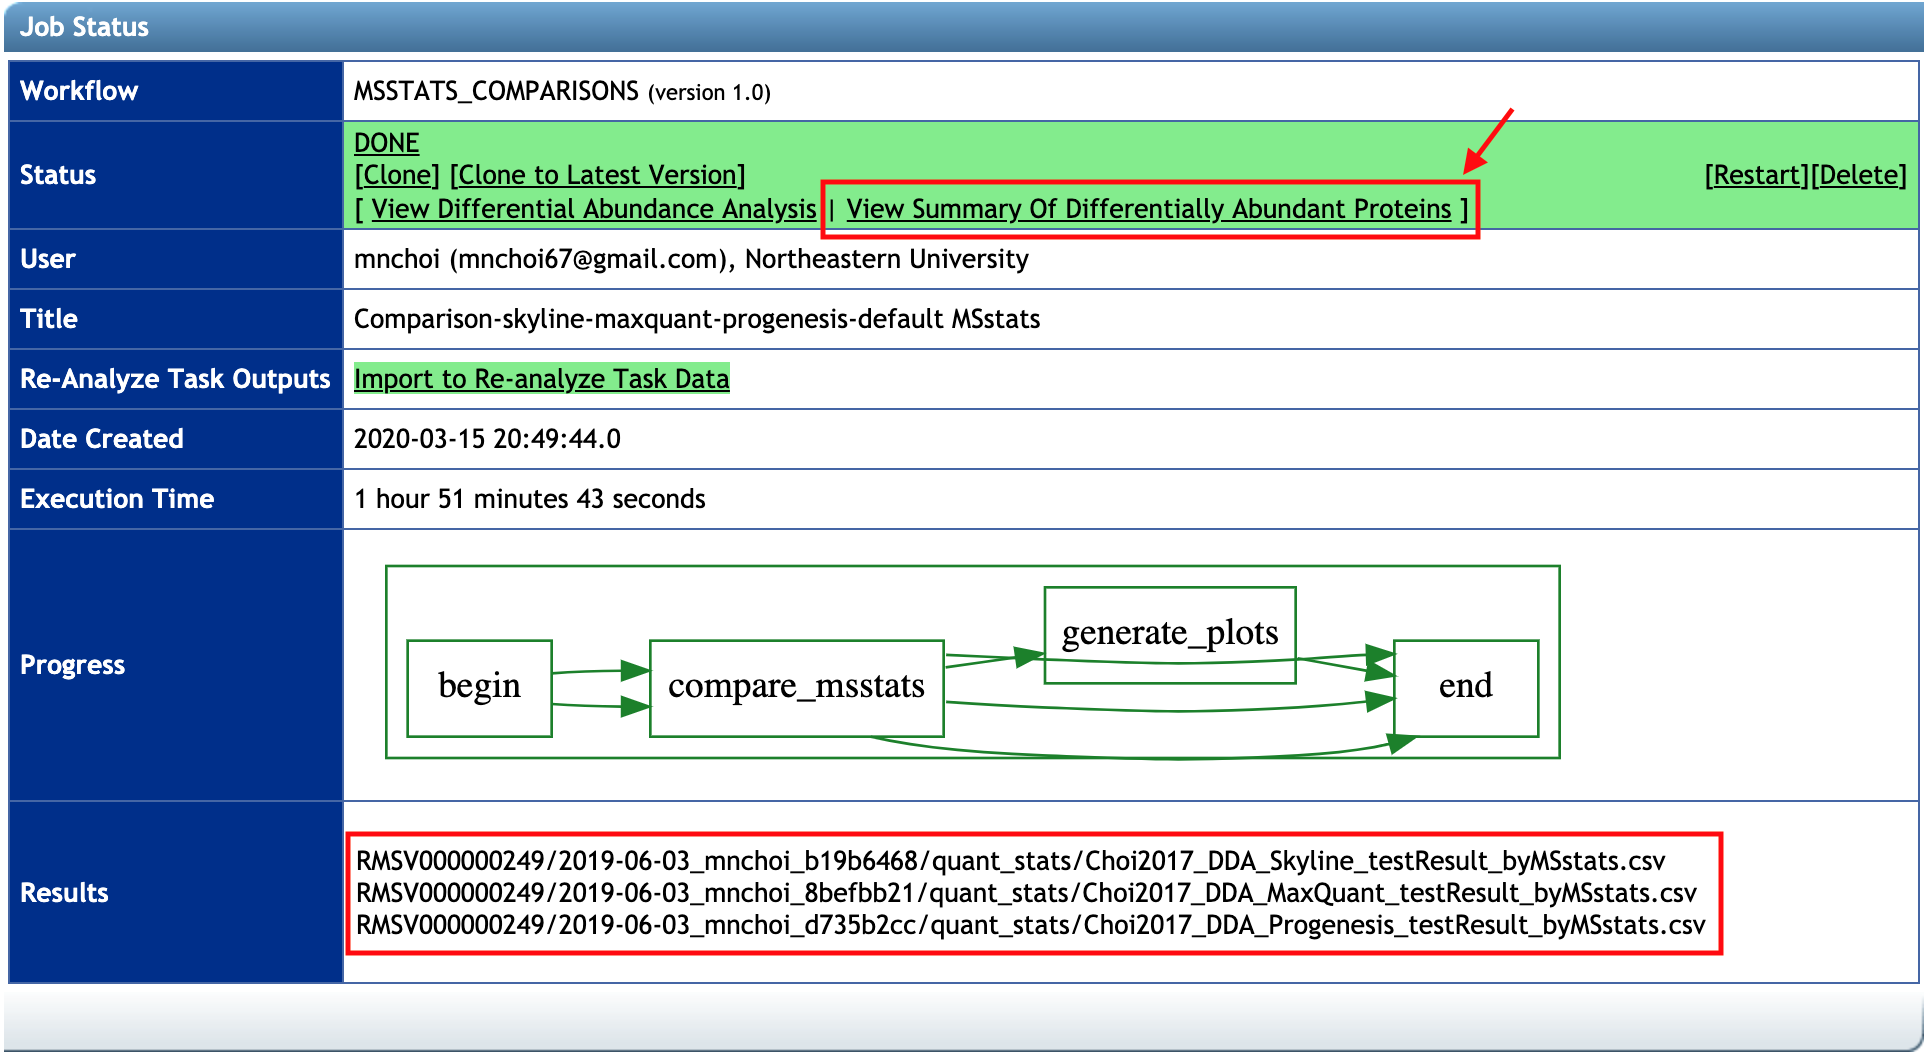 Job Status
Workflow
MSSTATS_COMPARISONS (version 1.0)
Status
DONE
[Clone] [Clone to Latest Version]
[Restart][Delete]
[ View Differential Abundance Analysis | View Summary Of Differentially Abundant Proteins ]
User
mnchoi (mnchoi67@gmail.com), Northeastern University
Title
Comparison-skyline-maxquant-progenesis-default MSstats
Re-Analyze Task Outputs
Import to Re-analyze Task Data
Date Created
2020-03-15 20:49:44.0
Execution Time
1 hour 51 minutes 43 seconds
Progress
begin
compare_msstats
generate_plots
end
Results
RMSV000000249/2019-06-03_mnchoi_b19b6468/quant_stats/Choi2017_DDA_Skyline_testResult_byMSstats.csv
RMSV000000249/2019-06-03_mnchoi_8befbb21/quant_stats/Choi2017_DDA_MaxQuant_testResult_byMSstats.csv
RMSV000000249/2019-06-03_mnchoi_d735b2cc/quant_stats/Choi2017_DDA_Progenesis_testResult_byMSstats.csv